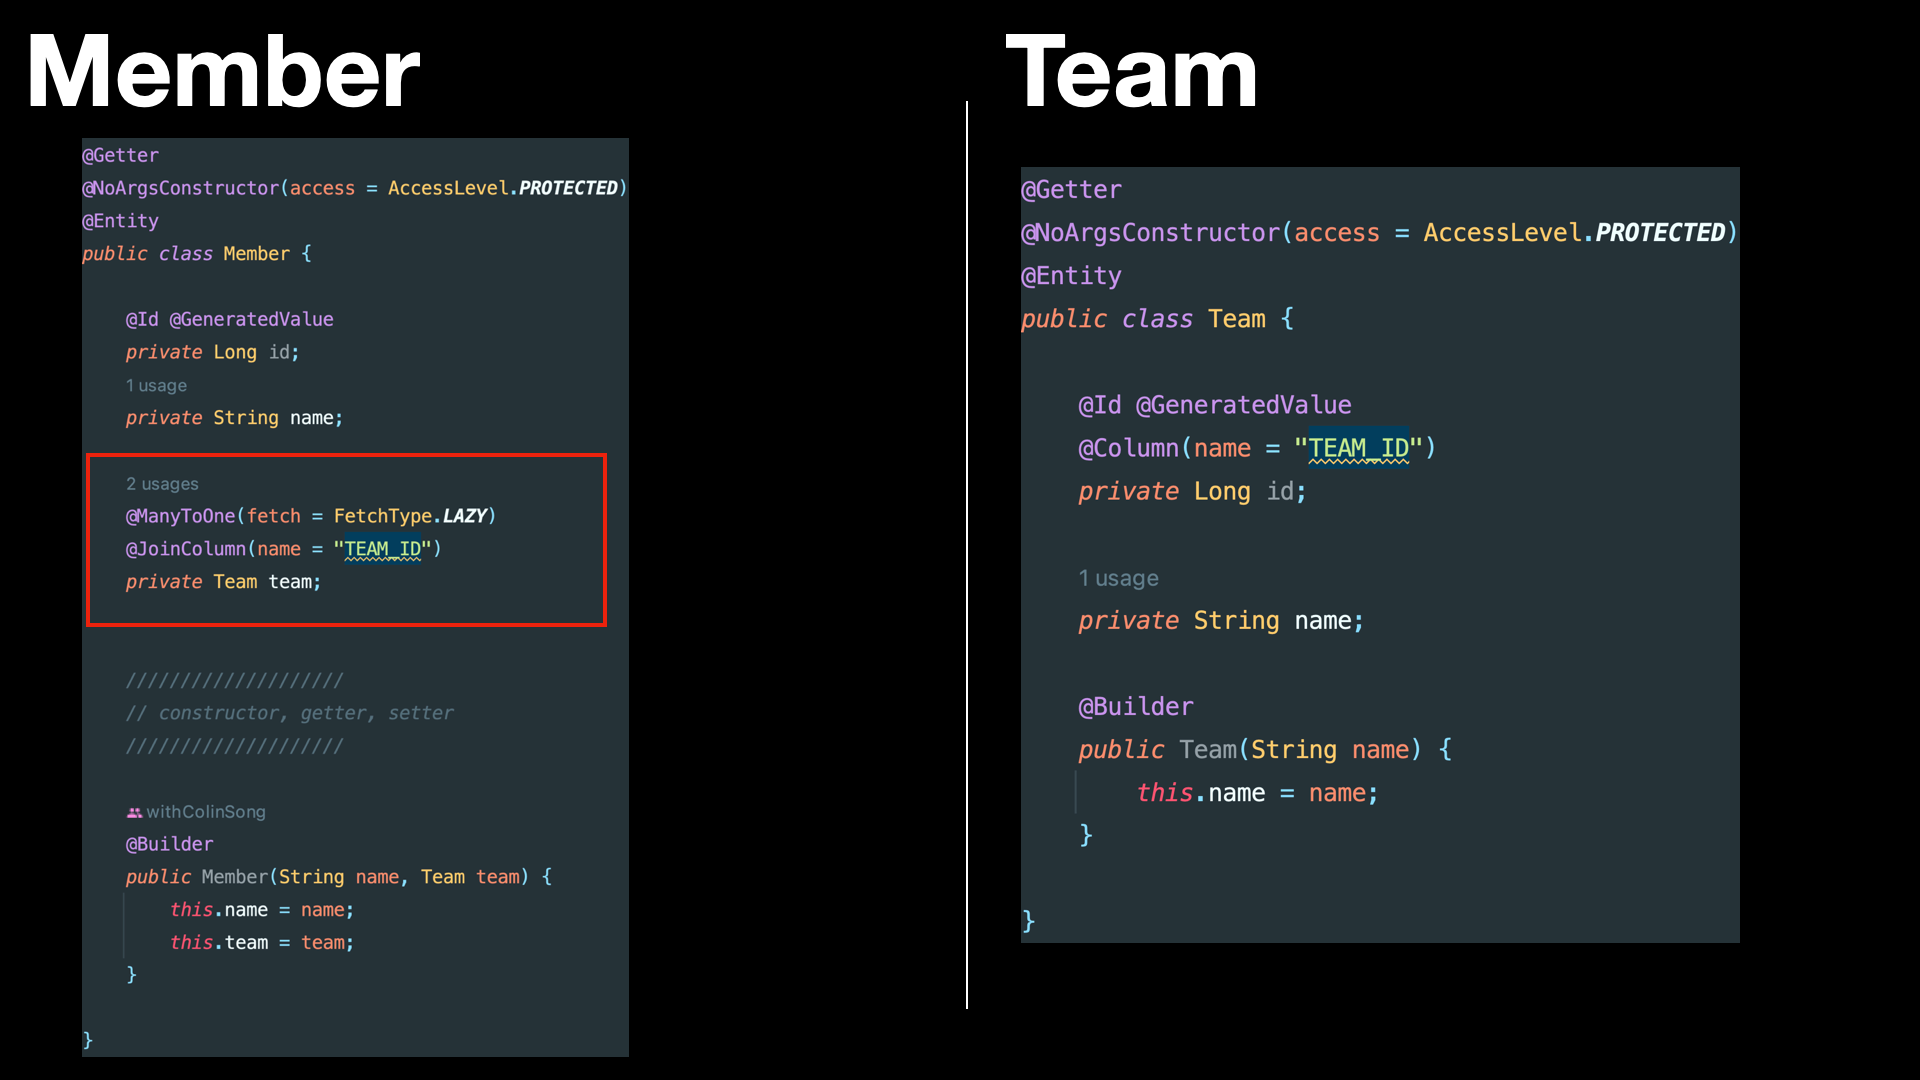 Member
@Getter
@NoArgsConstructor(access = AccessLevel.PROTECTED)
@Entity
public class Member {
@Id @GeneratedValue
private Long id;
1 usage
private String name;
2 usages
@ManyToOne(fetch = FetchType.LAZY)
@JoinColumn(name = "TEAM_ID")
private Team team;
////////////////////
// constructor, getter, setter
////////////////////
withColinSong
@Builder
public Member(String name, Team team) {
this.name = name;
this.team = team;
}
}
Team
@Getter
@NoArgsConstructor(access = AccessLevel.PROTECTED)
@Entity
public class Team {
@Id @GeneratedValue
@Column(name = "TEAM_ID")
private Long id;
1 usage
private String name;
@Builder
public Team(String name) {
this.name = name;
}
}